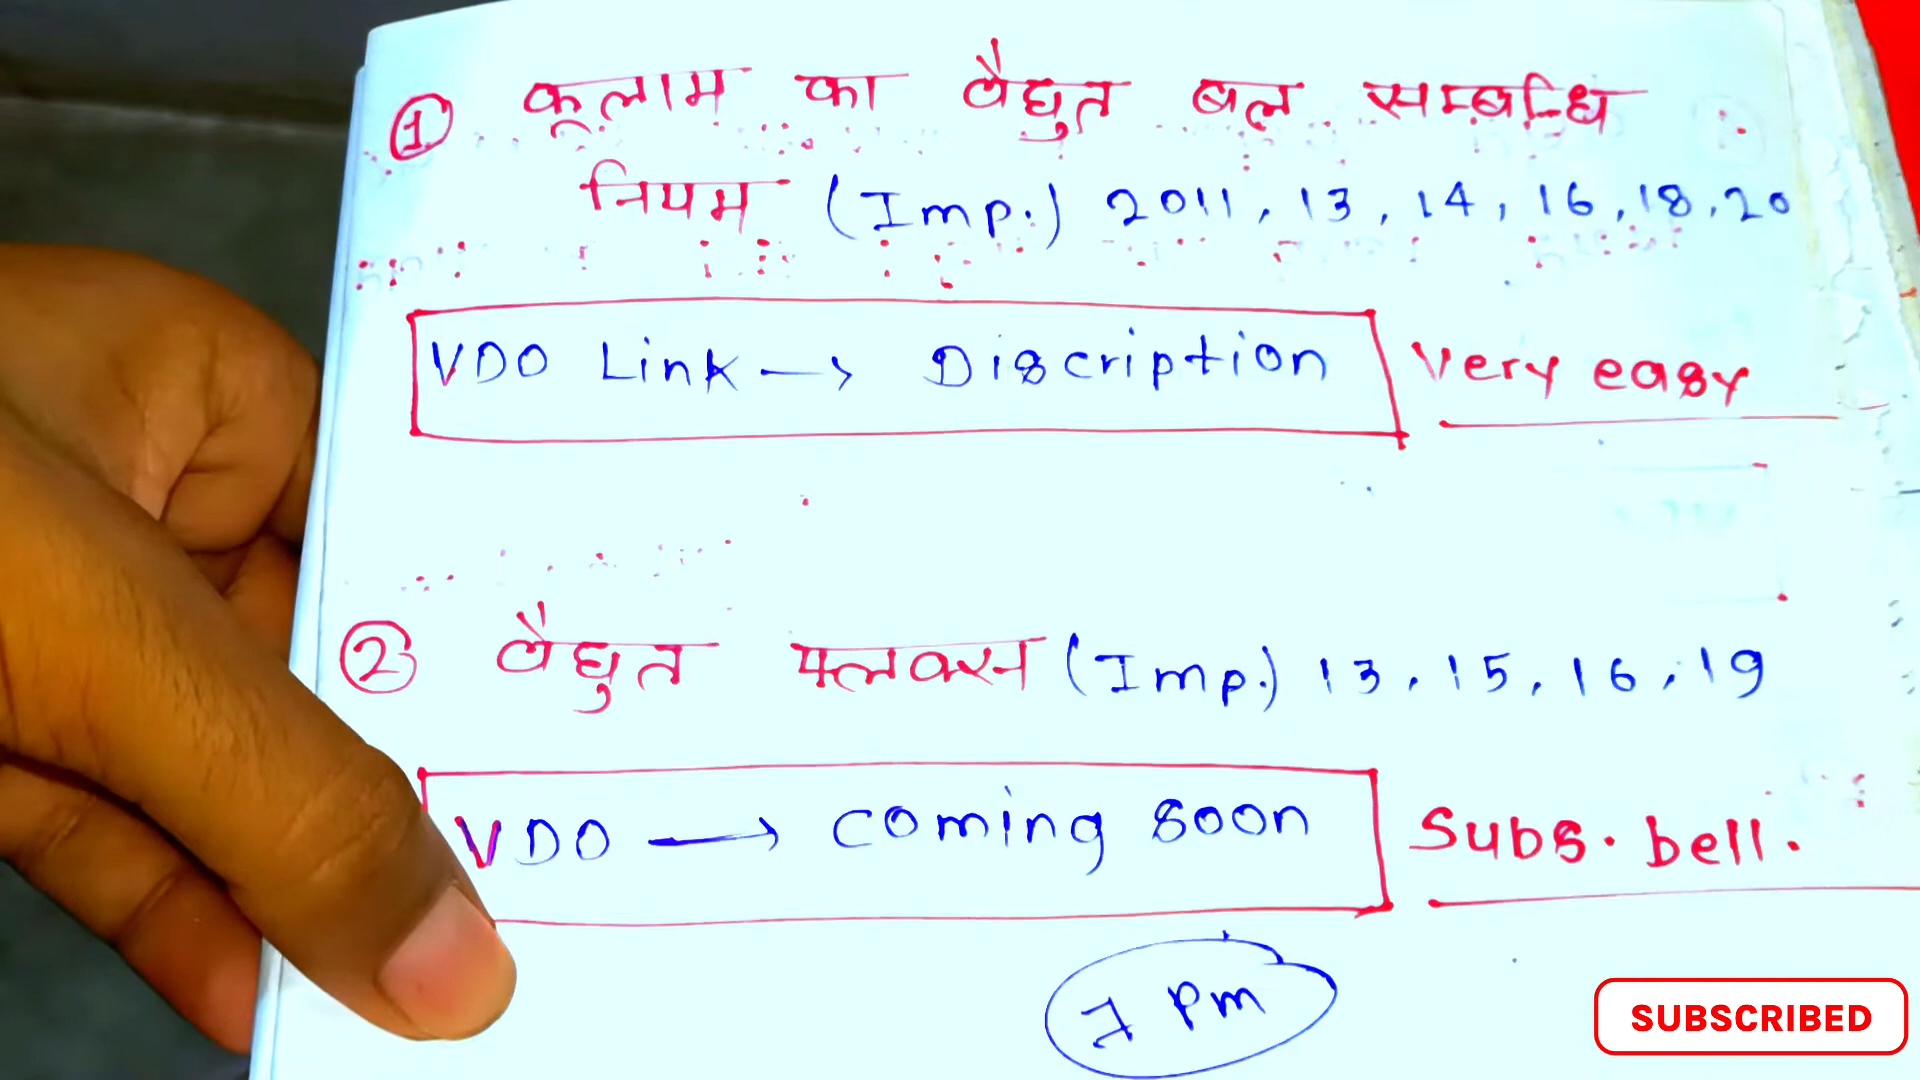 ① कूलाम का वैद्युत बल सम्बन्धि
नियम (Imp.) 2011, 13, 14, 16, 18, 20
VDO Link → Discription Very easy
② वैद्युत फ्लक्स (Imp.) 13, 15, 16, 19
VDO → Coming soon Subs. bell.
7 Pm
SUBSCRIBED